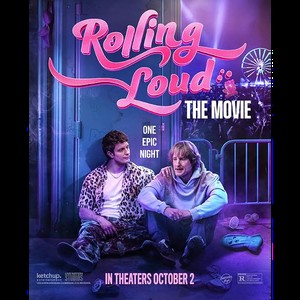 Rolling
Loud
THE MOVIE
ONE
EPIC
NIGHT
ketchup.
IN THEATERS OCTOBER 2
R